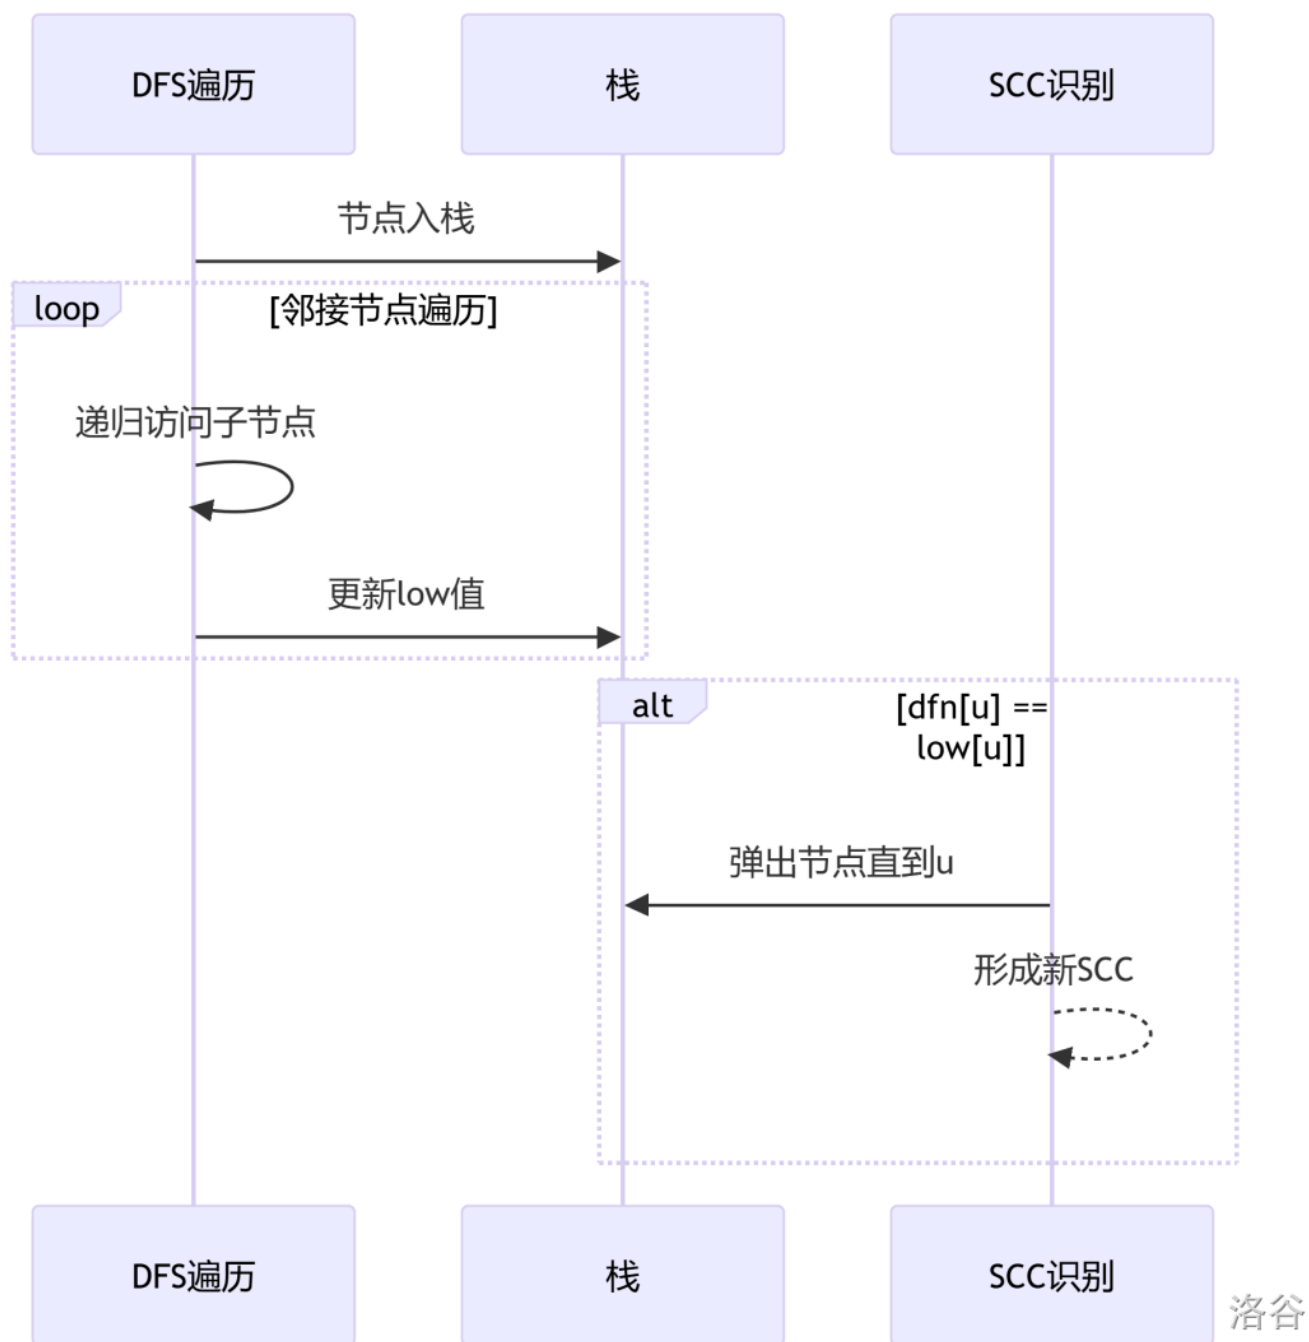 DFS遍历
栈
SCC识别
节点入栈
loop
[邻接节点遍历]
递归访问子节点
更新low值
alt
[dfn[u] ==
low[u]]
弹出节点直到u
形成新SCC
DFS遍历
栈
SCC识别
洛谷